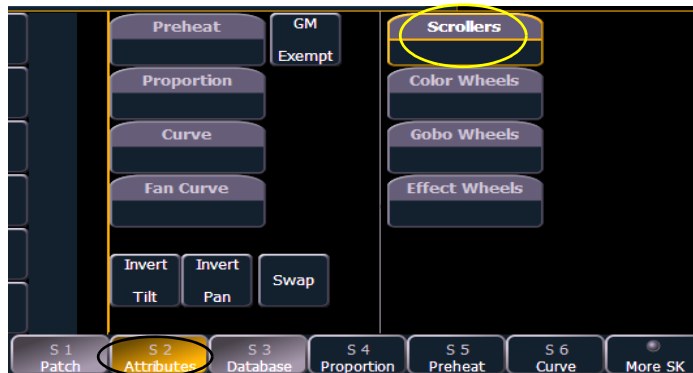 Preheat
GM
Exempt
Scrollers
Proportion
Color Wheels
Curve
Gobo Wheels
Fan Curve
Effect Wheels
Invert
Tilt
Invert
Pan
Swap
S 1
Patch
S 2
Attributes
S 3
Database
S 4
Proportion
S 5
Preheat
S 6
Curve
More SK